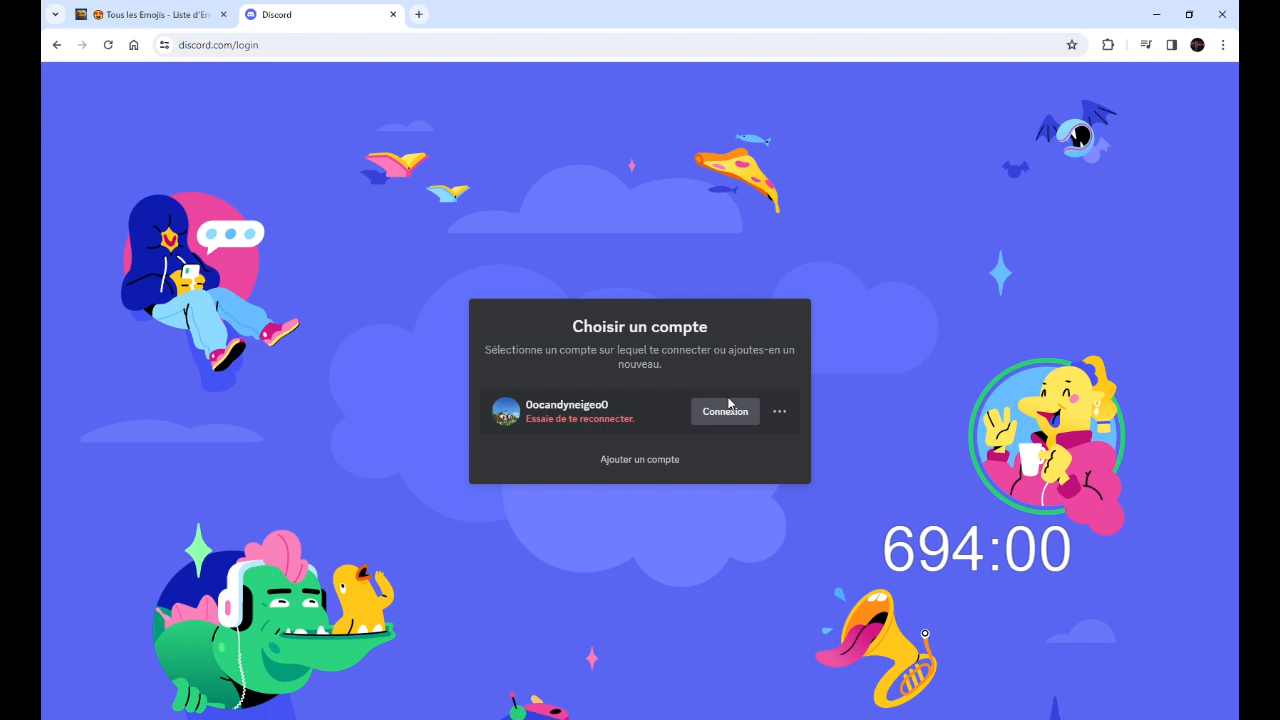 Tous les Emojis - Liste d'Em
Discord
discord.com/login
Choisir un compte
Sélectionne un compte sur lequel te connecter ou ajoutes-en un
nouveau.
0ocandyneigeo0
Essaie de te reconnecter.
Connexion
Ajouter un compte
694:00